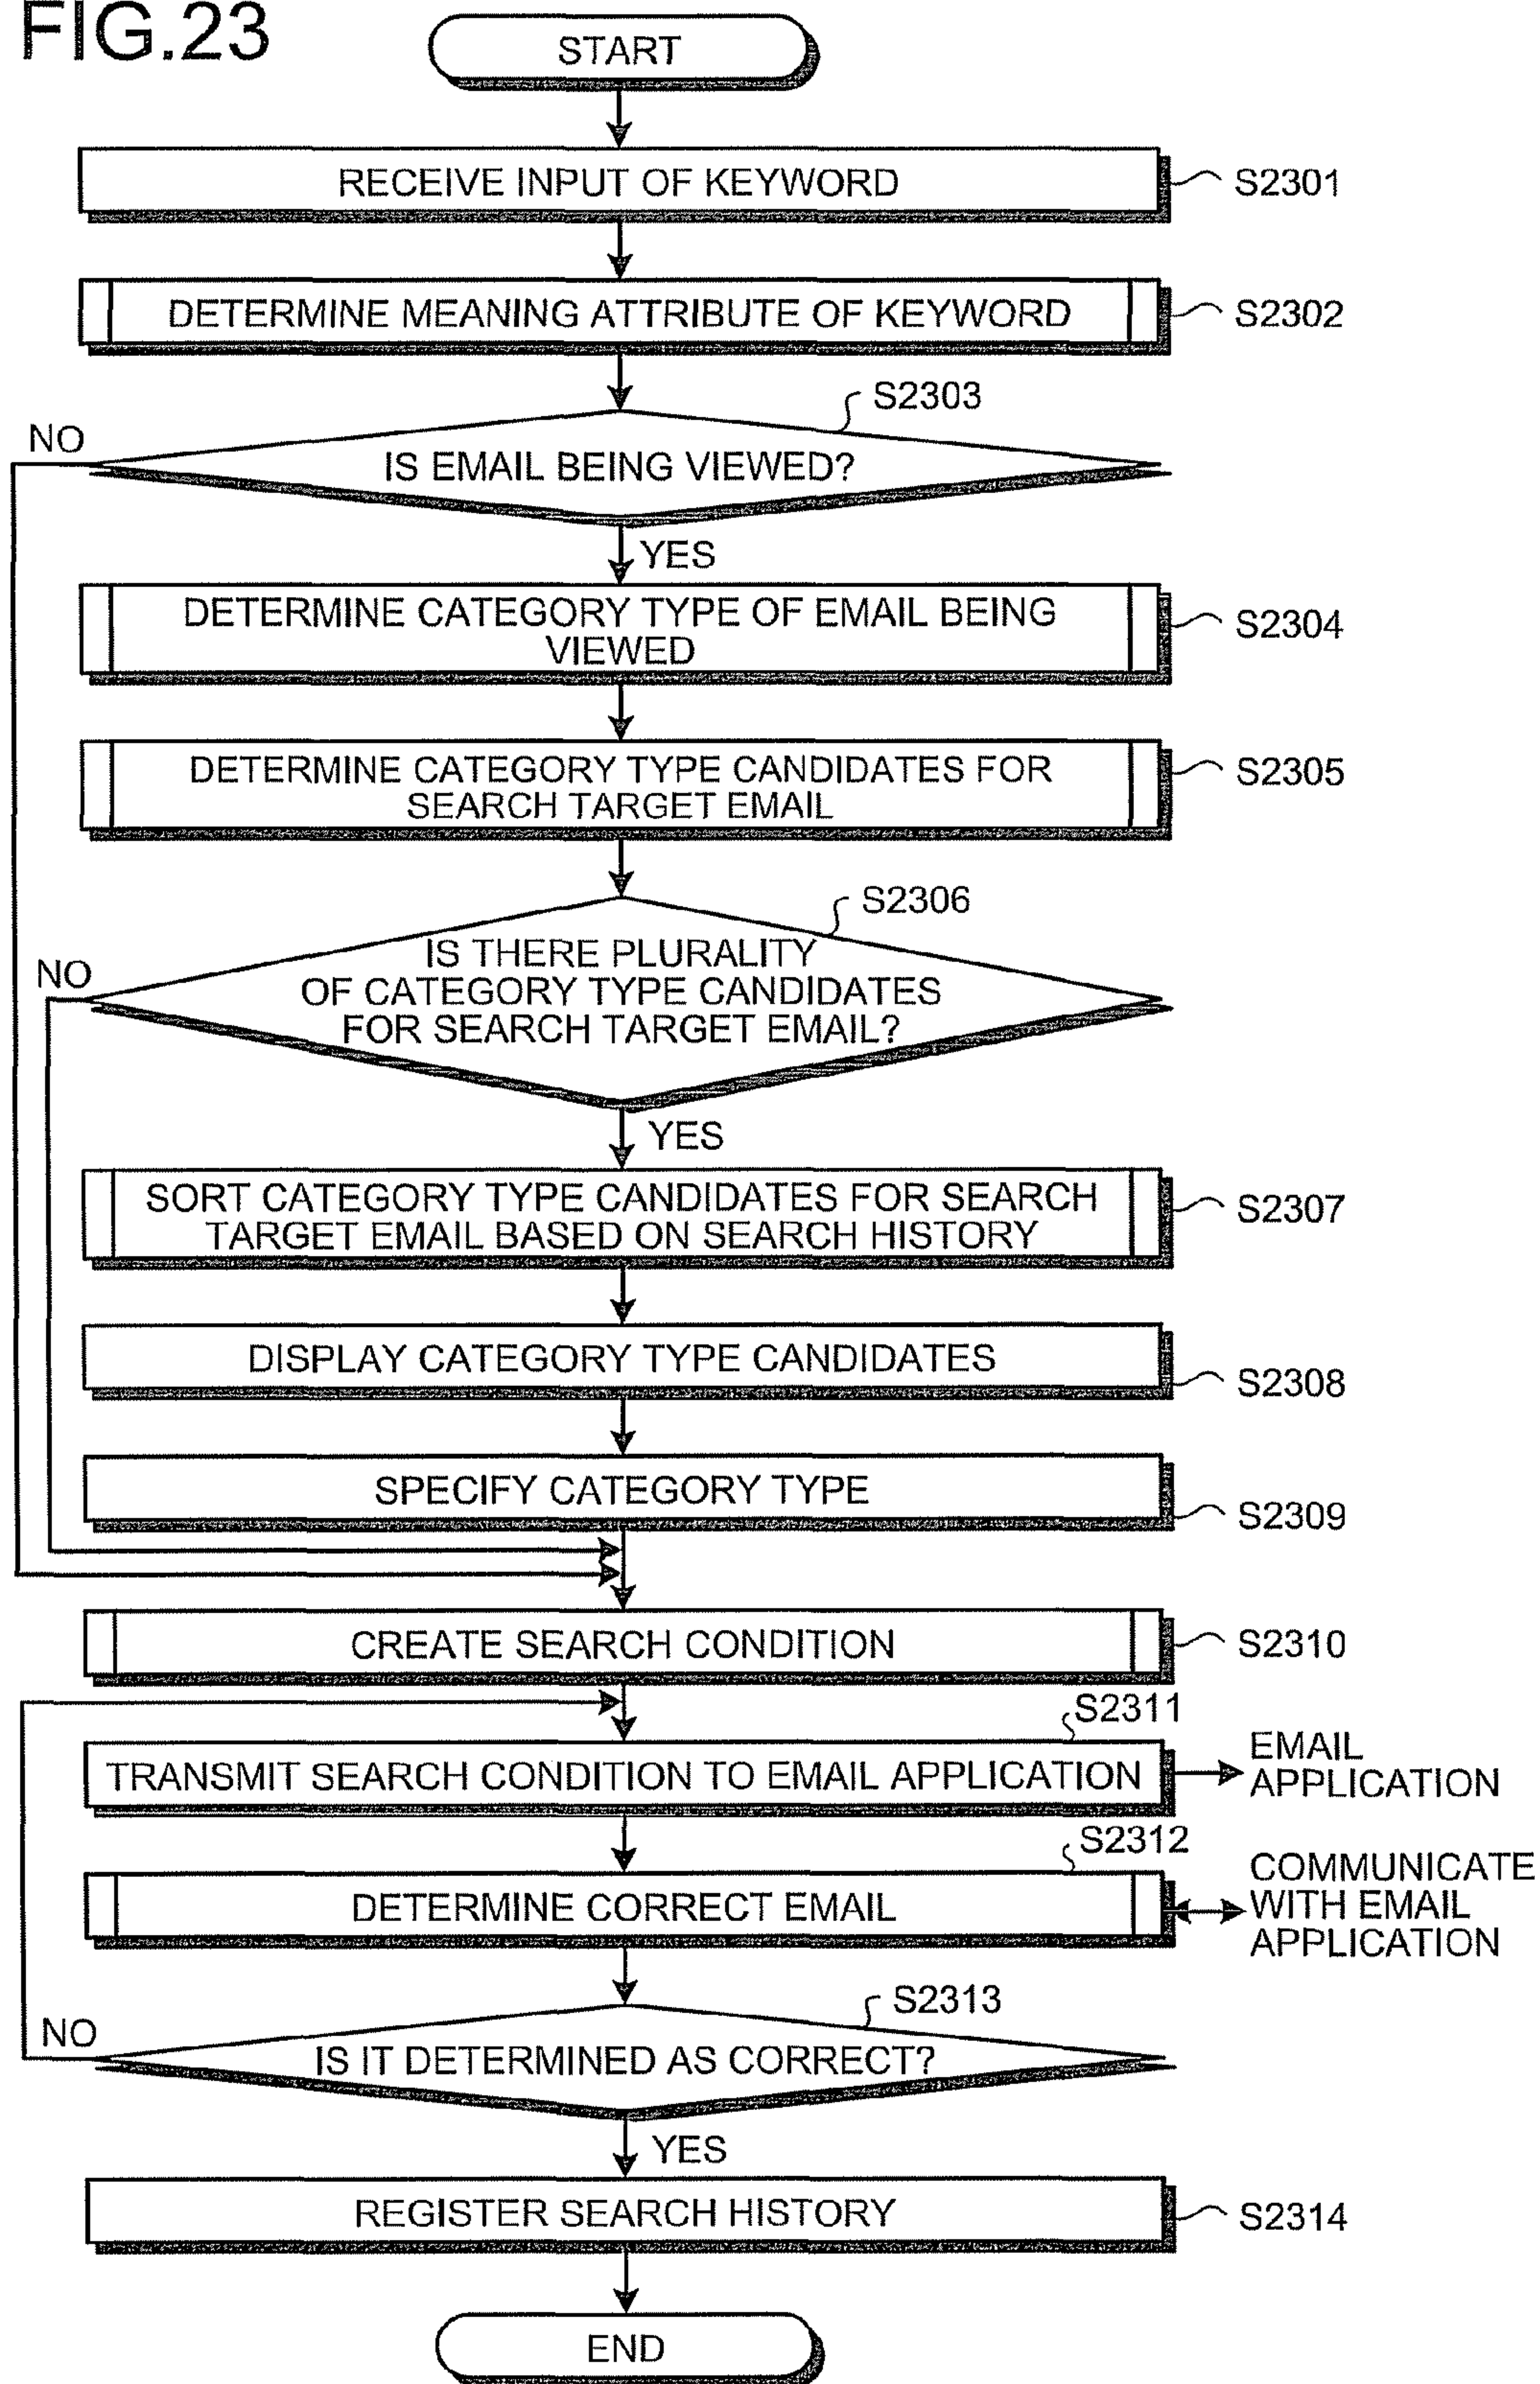 FIG.23
START
RECEIVE INPUT OF KEYWORD
S2301
DETERMINE MEANING ATTRIBUTE OF KEYWORD
S2302
S2303
NO
IS EMAIL BEING VIEWED?
YES
DETERMINE CATEGORY TYPE OF EMAIL BEING
VIEWED
S2304
DETERMINE CATEGORY TYPE CANDIDATES FOR
SEARCH TARGET EMAIL
S2305
S2306
NO
IS THERE PLURALITY
OF CATEGORY TYPE CANDIDATES
FOR SEARCH TARGET EMAIL?
YES
SORT CATEGORY TYPE CANDIDATES FOR SEARCH
TARGET EMAIL BASED ON SEARCH HISTORY
S2307
DISPLAY CATEGORY TYPE CANDIDATES
S2308
SPECIFY CATEGORY TYPE
S2309
CREATE SEARCH CONDITION
S2310
S2311
TRANSMIT SEARCH CONDITION TO EMAIL APPLICATION
EMAIL
APPLICATION
S2312
DETERMINE CORRECT EMAIL
COMMUNICATE
WITH EMAIL
APPLICATION
S2313
NO
IS IT DETERMINED AS CORRECT?
YES
REGISTER SEARCH HISTORY
S2314
END